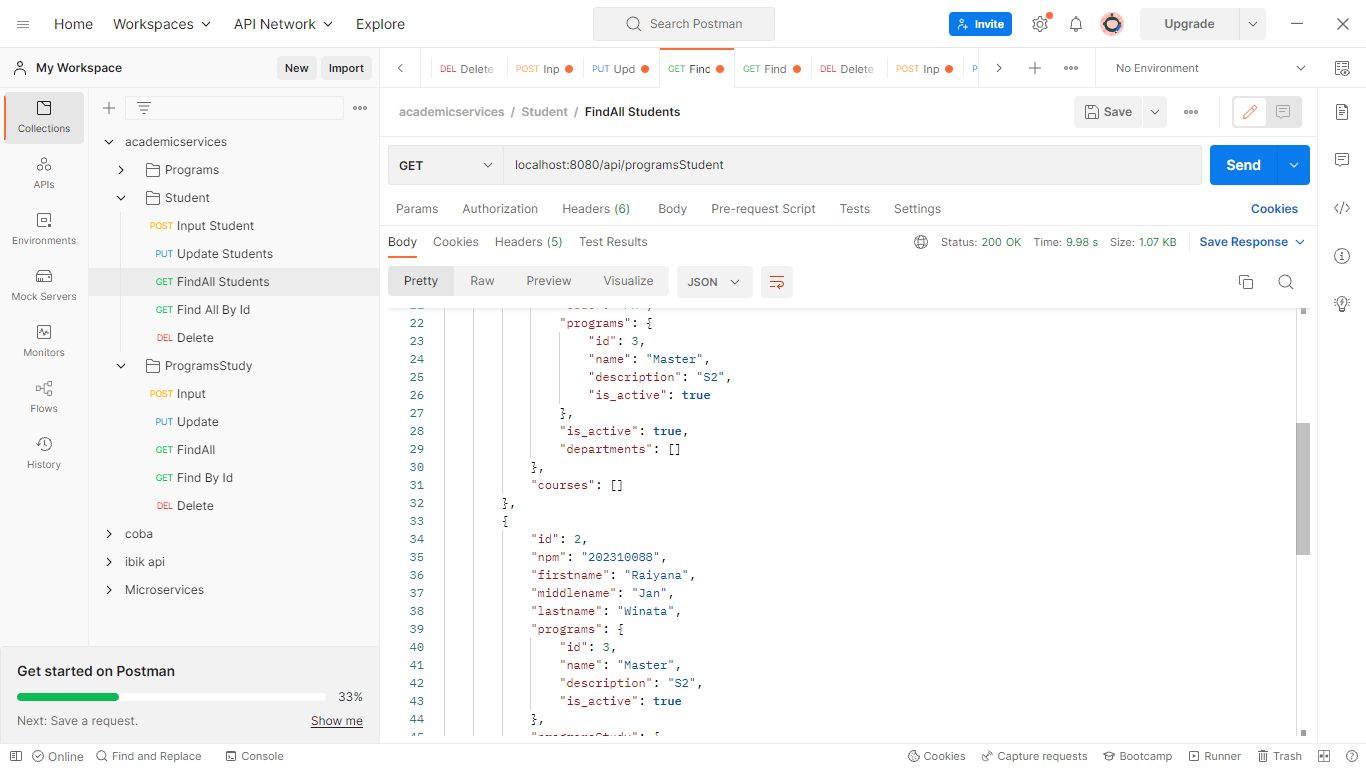 Home Workspaces API Network Explore Search Postman Invite Upgrade
My Workspace New Import
DEL Delete POST Inp PUT Upd GET Finc GET Find DEL Delete POST Inp P No Environment
Collections
APIs
Environments
Mock Servers
Monitors
Flows
History
academicservices
Programs
Student
POST Input Student
PUT Update Students
GET FindAll Students
GET Find All By Id
DEL Delete
ProgramsStudy
POST Input
PUT Update
GET FindAll
GET Find By Id
DEL Delete
coba
ibik api
Microservices
Get started on Postman
33%
Next: Save a request. Show me
academicservices / Student / FindAll Students Save
GET localhost:8080/api/programsStudent Send
Params Authorization Headers (6) Body Pre-request Script Tests Settings Cookies
Body Cookies Headers (5) Test Results Status: 200 OK Time: 9.98 s Size: 1.07 KB Save Response
Pretty Raw Preview Visualize JSON
22 "programs": {
23 "id": 3,
24 "name": "Master",
25 "description": "S2",
26 "is_active": true
27 },
28 "is_active": true,
29 "departments": []
30 },
31 "courses": []
32 },
33 {
34 "id": 2,
35 "npm": "202310088",
36 "firstname": "Raiyana",
37 "middlename": "Jan",
38 "lastname": "Winata",
39 "programs": {
40 "id": 3,
41 "name": "Master",
42 "description": "S2",
43 "is_active": true
44 },
Online Find and Replace Console Cookies Capture requests Bootcamp Runner Trash